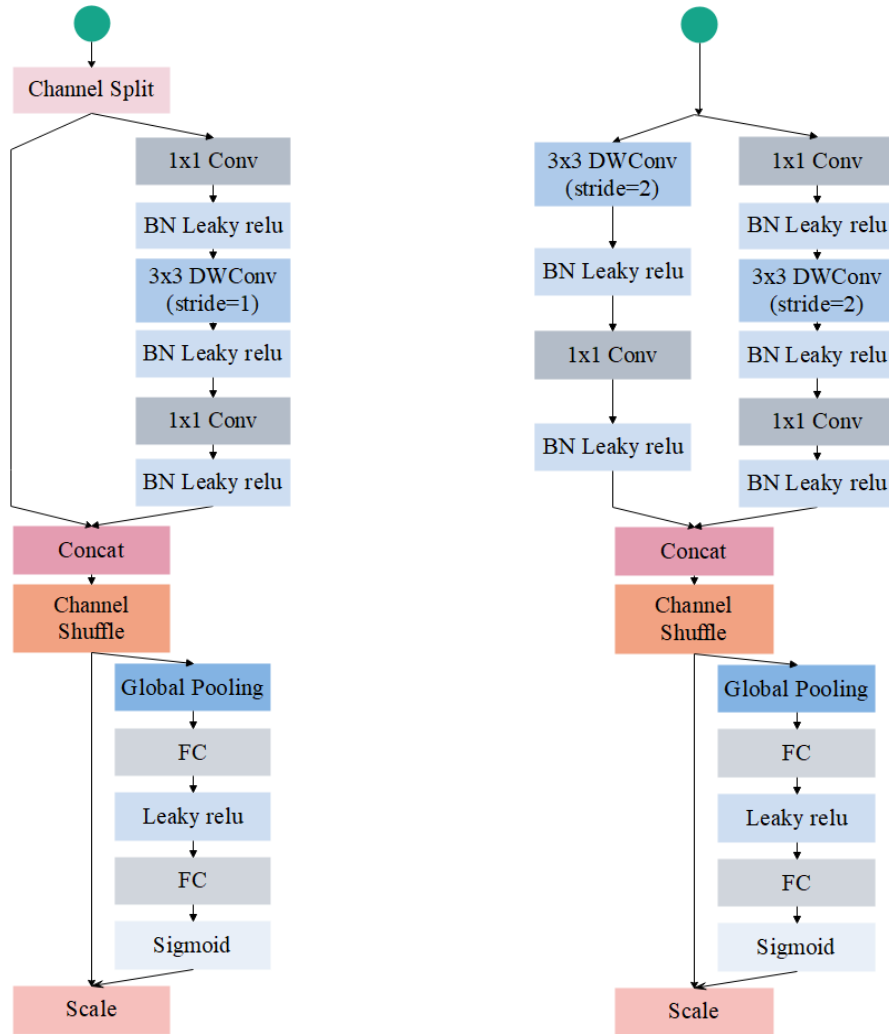 Channel Split
1x1 Conv
BN Leaky relu
3x3 DWConv
(stride=1)
BN Leaky relu
1x1 Conv
BN Leaky relu
Concat
Channel
Shuffle
Global Pooling
FC
Leaky relu
FC
Sigmoid
Scale
3x3 DWConv
(stride=2)
BN Leaky relu
1x1 Conv
BN Leaky relu
1x1 Conv
BN Leaky relu
3x3 DWConv
(stride=2)
BN Leaky relu
1x1 Conv
BN Leaky relu
Concat
Channel
Shuffle
Global Pooling
FC
Leaky relu
FC
Sigmoid
Scale